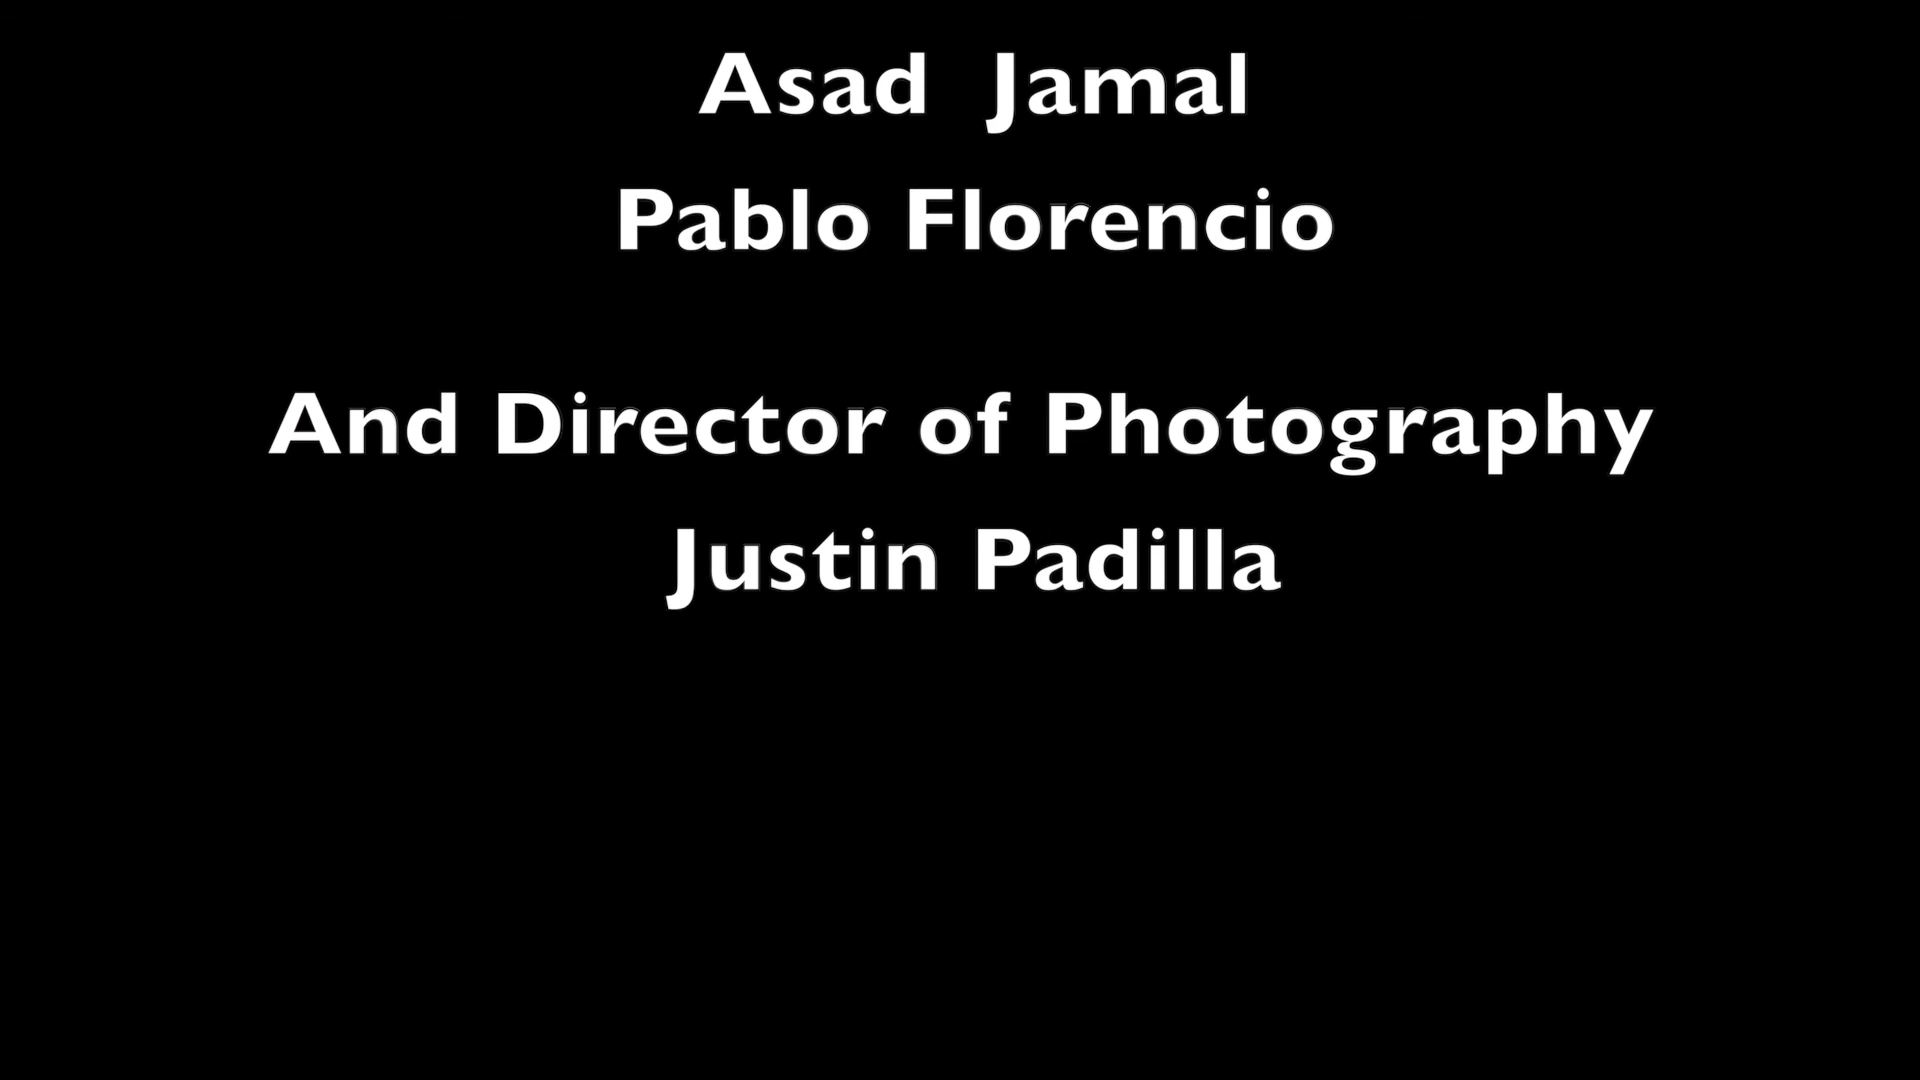 Asad  Jamal
Pablo Florencio
And Director of Photography
Justin Padilla